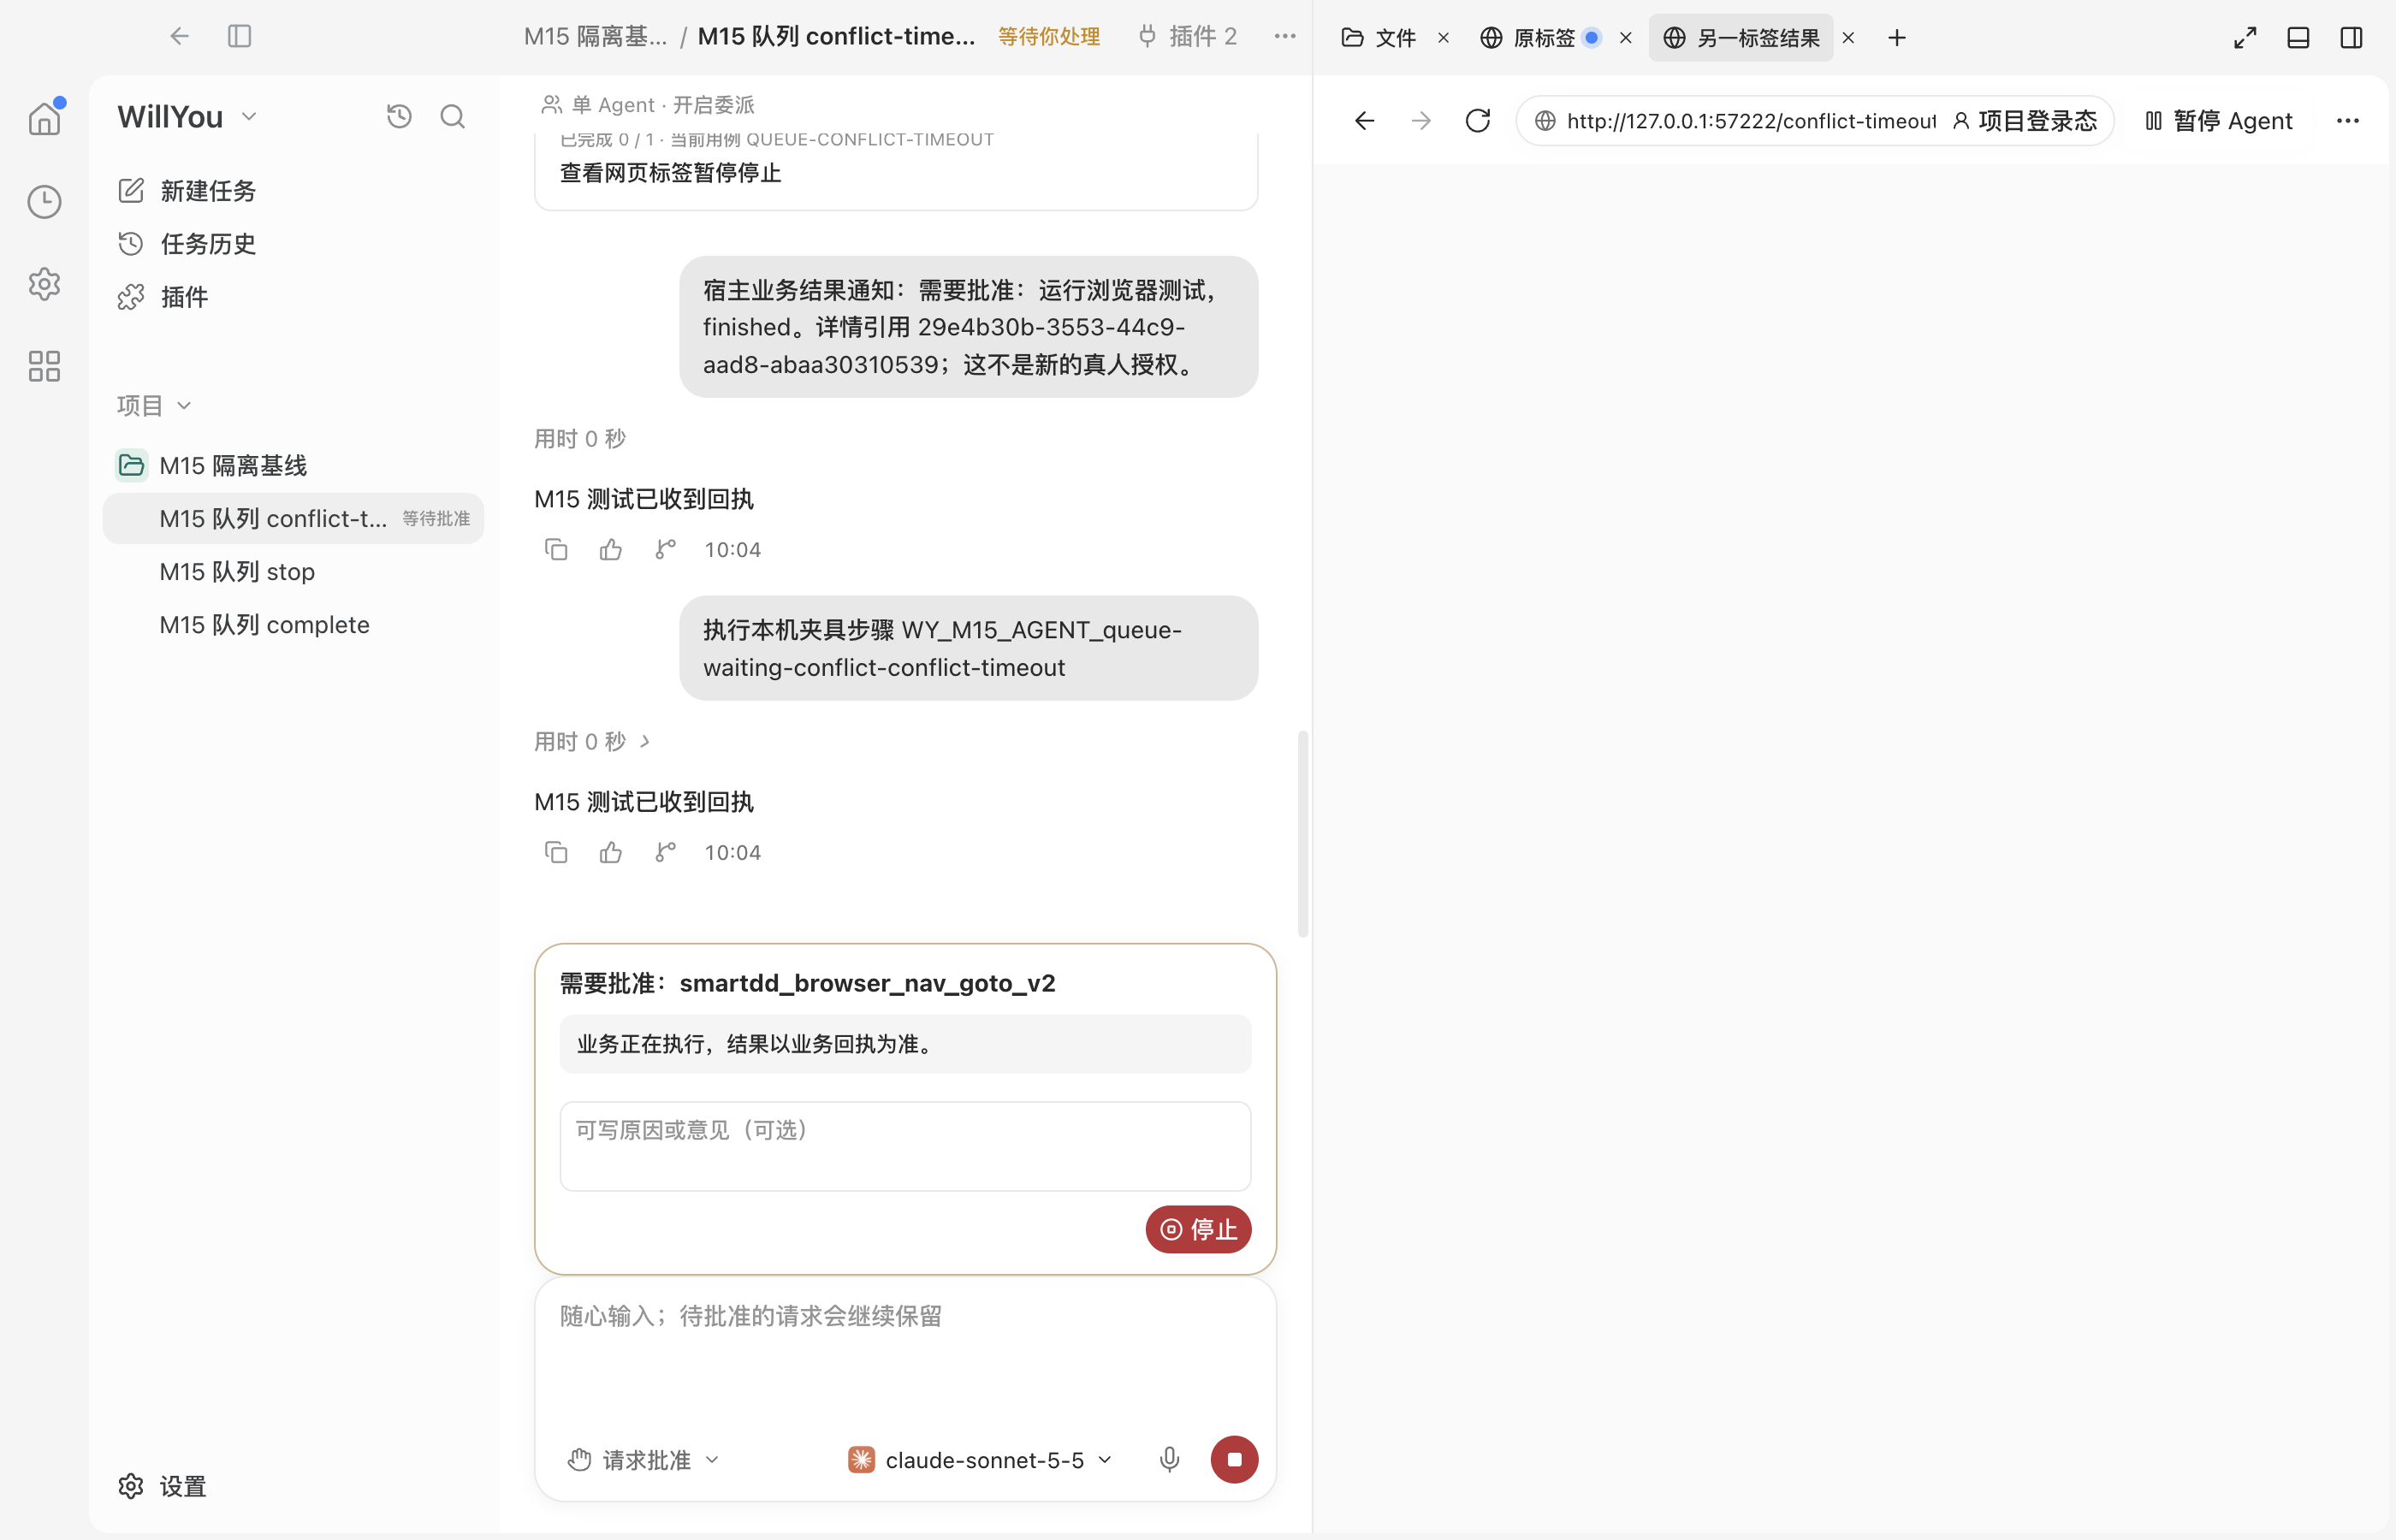 M15 隔离基... / M15 队列 conflict-time... 等待你处理 插件 2
文件 原标签 另一标签结果
WillYou
新建任务
任务历史
插件
项目
M15 隔离基线
M15 队列 conflict-t... 等待批准
M15 队列 stop
M15 队列 complete
设置
单 Agent · 开启委派
已完成 0 / 1 · 当前用例 QUEUE-CONFLICT-TIMEOUT
查看网页标签暂停停止
宿主业务结果通知：需要批准：运行浏览器测试，
finished。详情引用 29e4b30b-3553-44c9-
aad8-abaa30310539；这不是新的真人授权。
用时 0 秒
M15 测试已收到回执
10:04
执行本机夹具步骤 WY_M15_AGENT_queue-
waiting-conflict-conflict-timeout
用时 0 秒
M15 测试已收到回执
10:04
需要批准：smartdd_browser_nav_goto_v2
业务正在执行，结果以业务回执为准。
可写原因或意见（可选）
停止
随心输入；待批准的请求会继续保留
请求批准 claude-sonnet-5-5
http://127.0.0.1:57222/conflict-timeout 项目登录态 暂停 Agent